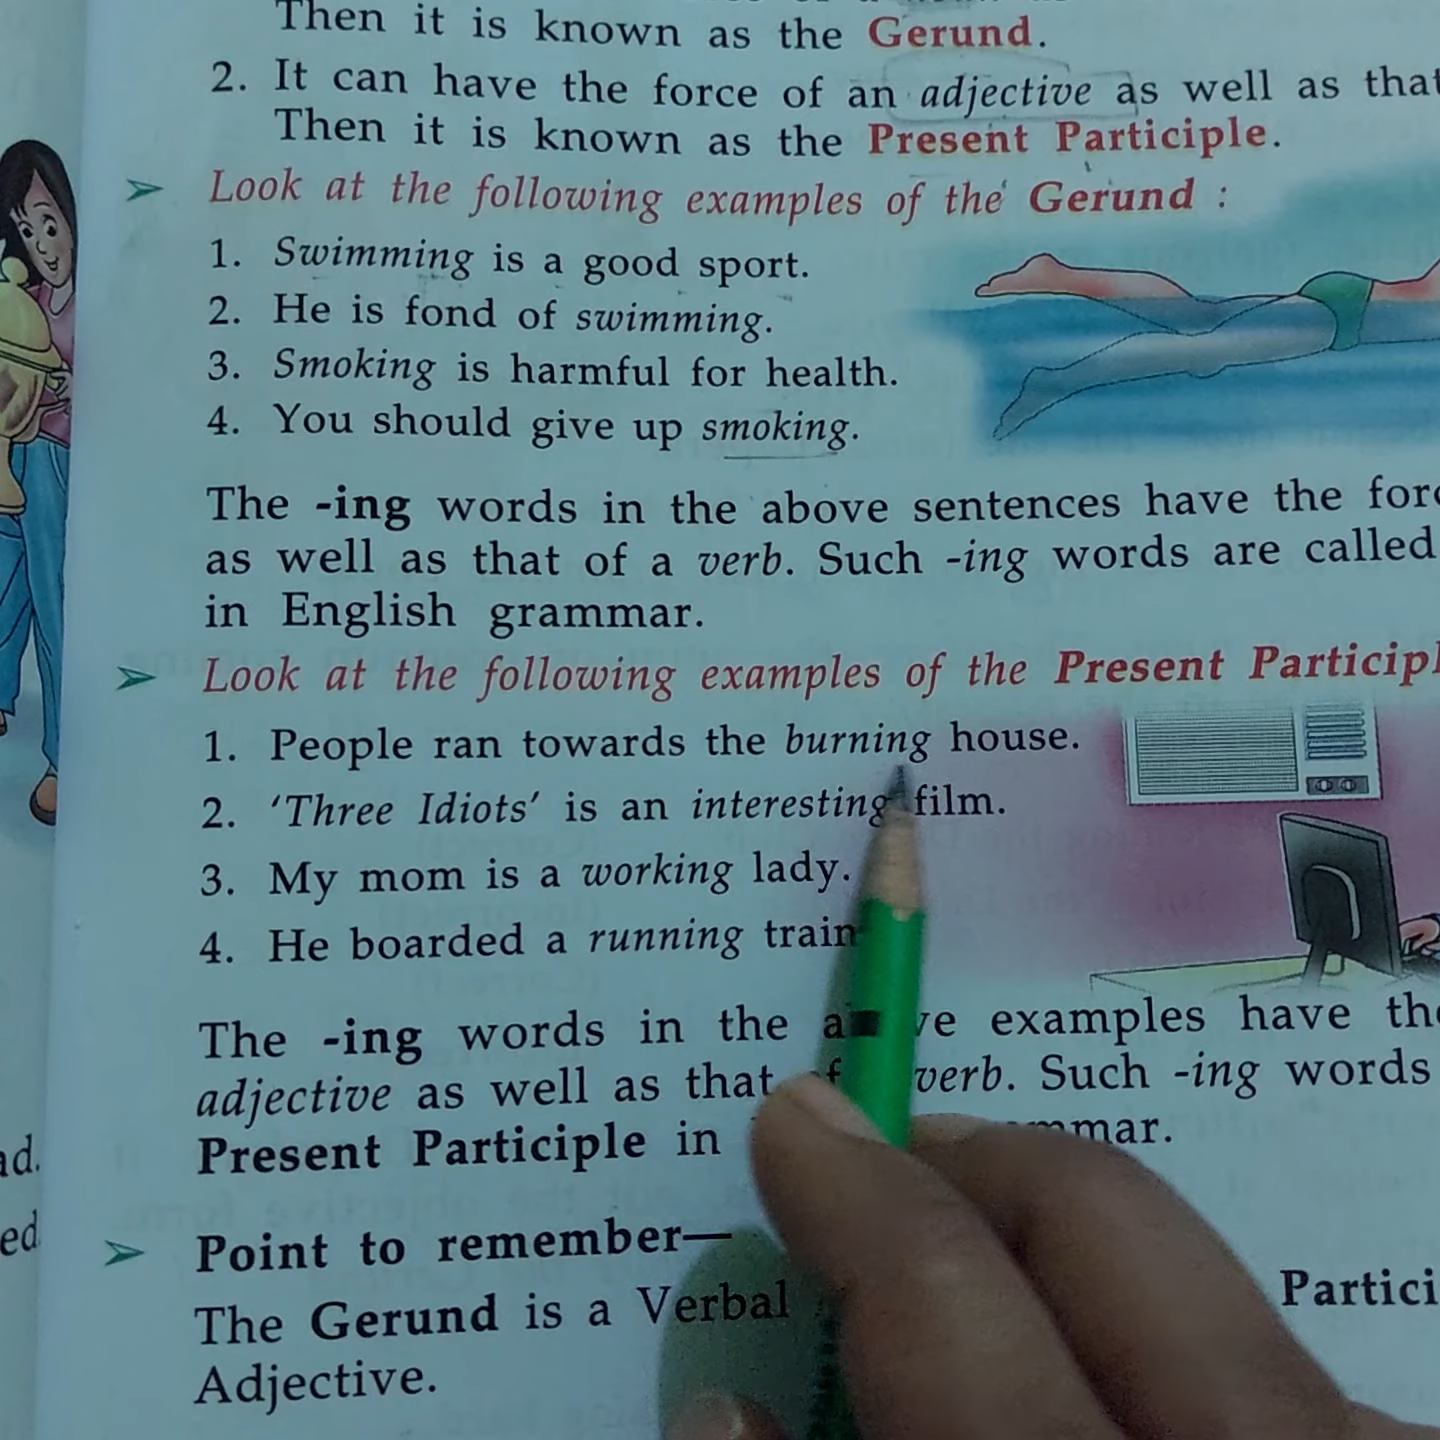 Then it is known as the Gerund.
2. It can have the force of an adjective as well as that
Then it is known as the Present Participle.
➢ Look at the following examples of the Gerund :
1. Swimming is a good sport.
2. He is fond of swimming.
3. Smoking is harmful for health.
4. You should give up smoking.
The -ing words in the above sentences have the
as well as that of a verb. Such -ing words are called
in English grammar.
➢ Look at the following examples of the Present
1. People ran towards the burning house.
2. ‘Three Idiots’ is an interesting film.
3. My mom is a working lady.
4. He boarded a running train
The -ing words in the examples have
adjective as well as that verb. Such -ing words
Present Participle in
➢ Point to remember—
The Gerund is a Verbal
Adjective.